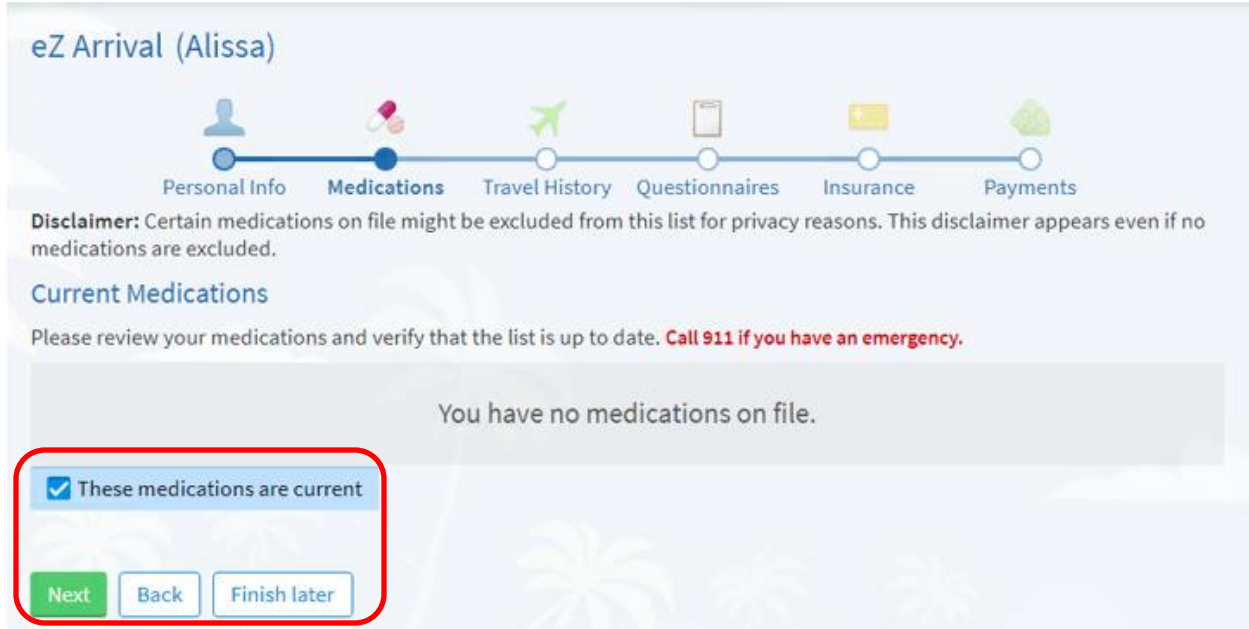 eZ Arrival (Alissa)
Personal Info Medications Travel History Questionnaires Insurance Payments
Disclaimer: Certain medications on file might be excluded from this list for privacy reasons. This disclaimer appears even if no
medications are excluded.
Current Medications
Please review your medications and verify that the list is up to date. Call 911 if you have an emergency.
You have no medications on file.
These medications are current
Next Back Finish later